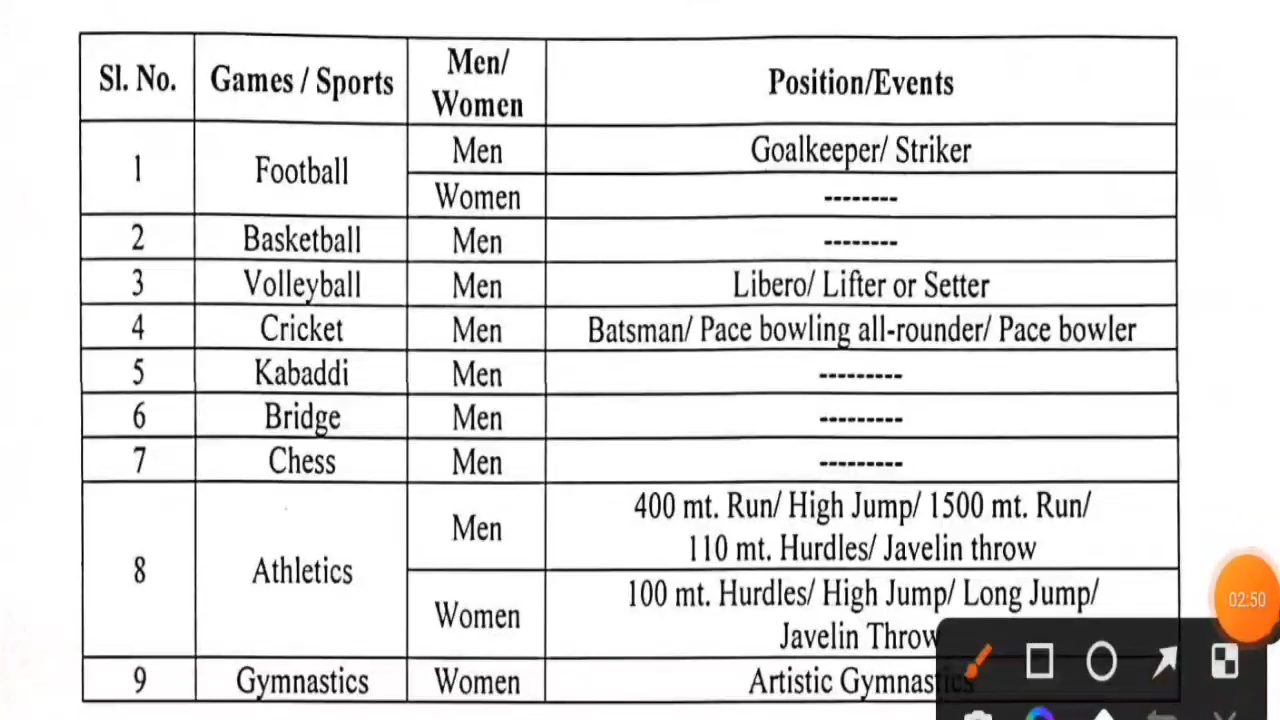 Sl. No. Games / Sports Men/ Women Position/Events
1 Football Men Goalkeeper/ Striker
Women --------
2 Basketball Men --------
3 Volleyball Men Libero/ Lifter or Setter
4 Cricket Men Batsman/ Pace bowling all-rounder/ Pace bowler
5 Kabaddi Men ---------
6 Bridge Men ---------
7 Chess Men ---------
8 Athletics Men 400 mt. Run/ High Jump/ 1500 mt. Run/
110 mt. Hurdles/ Javelin throw
Women 100 mt. Hurdles/ High Jump/ Long Jump/
Javelin Throw
9 Gymnastics Women Artistic Gymnastics
02:50